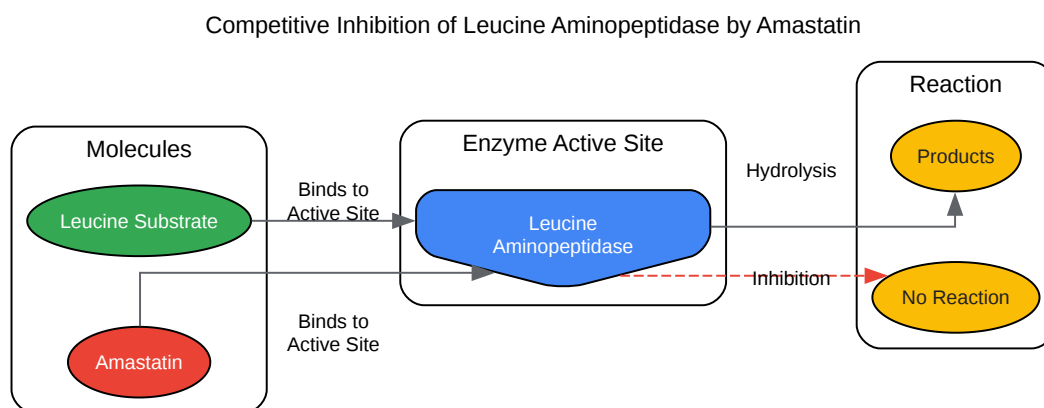 Competitive Inhibition of Leucine Aminopeptidase by Amastatin
Molecules
Leucine Substrate
Amastatin
Binds to
Active Site
Binds to
Active Site
Enzyme Active Site
Leucine
Aminopeptidase
Hydrolysis
Inhibition
Reaction
Products
No Reaction